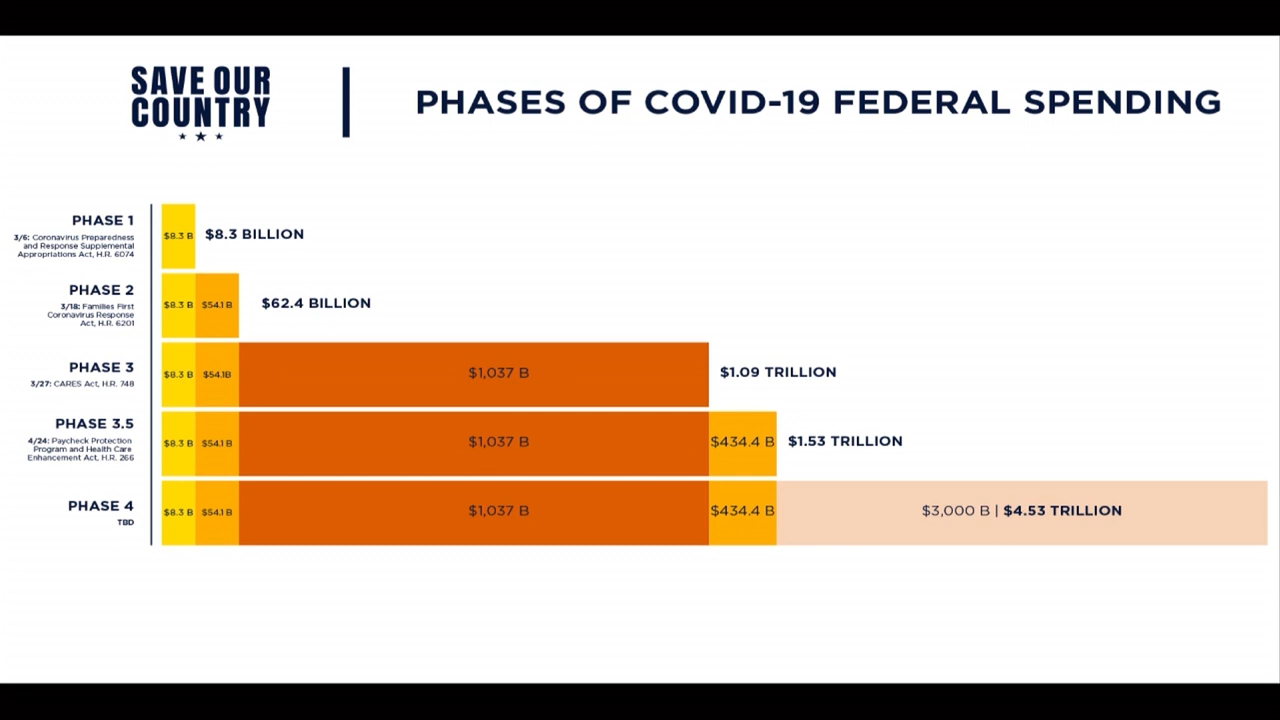 SAVE OUR
COUNTRY
PHASES OF COVID-19 FEDERAL SPENDING
PHASE 1
3/6: Coronavirus Preparedness
and Response Supplemental
Appropriations Act, H.R. 6074
$8.3 B
$8.3 BILLION
PHASE 2
3/18: Families First
Coronavirus Response
Act, H.R. 6201
$8.3 B
$54.1 B
$62.4 BILLION
PHASE 3
3/27: CARES Act, H.R. 748
$8.3 B
$54.1B
$1,037 B
$1.09 TRILLION
PHASE 3.5
4/24: Paycheck Protection
Program and Health Care
Enhancement Act, H.R. 266
$8.3 B
$54.1 B
$1,037 B
$434.4 B
$1.53 TRILLION
PHASE 4
TBD
$8.3 B
$54.1 B
$1,037 B
$434.4 B
$3,000 B | $4.53 TRILLION